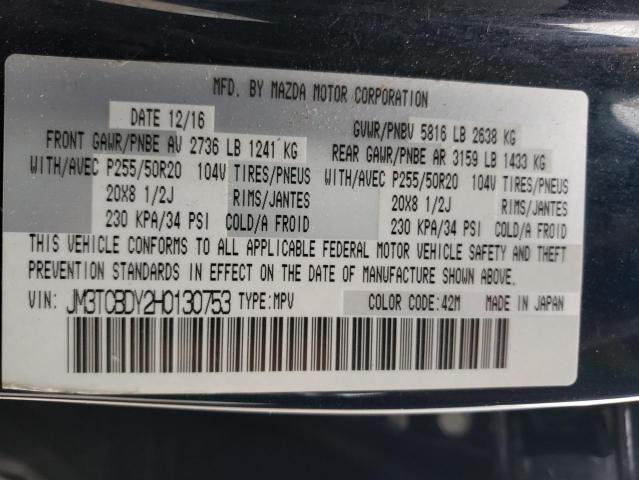 MFD. BY MAZDA MOTOR CORPORATION
DATE 12/16 GVWR/PNBV 5816 LB 2638 KG
FRONT GAWR/PNBE AV 2736 LB 1241 KG REAR GAWR/PNBE AR 3159 LB 1433 KG
WITH/AVEC P255/50R20 104V TIRES/PNEUS WITH/AVEC P255/50R20 104V TIRES/PNEUS
20X8 1/2J RIMS/JANTES 20X8 1/2J RIMS/JANTES
230 KPA/34 PSI COLD/A FROID 230 KPA/34 PSI COLD/A FROID
THIS VEHICLE CONFORMS TO ALL APPLICABLE FEDERAL MOTOR VEHICLE SAFETY AND THEFT
PREVENTION STANDARDS IN EFFECT ON THE DATE OF MANUFACTURE SHOWN ABOVE.
VIN: JM3TCBDY2H0130753 TYPE:MPV COLOR CODE:42M MADE IN JAPAN